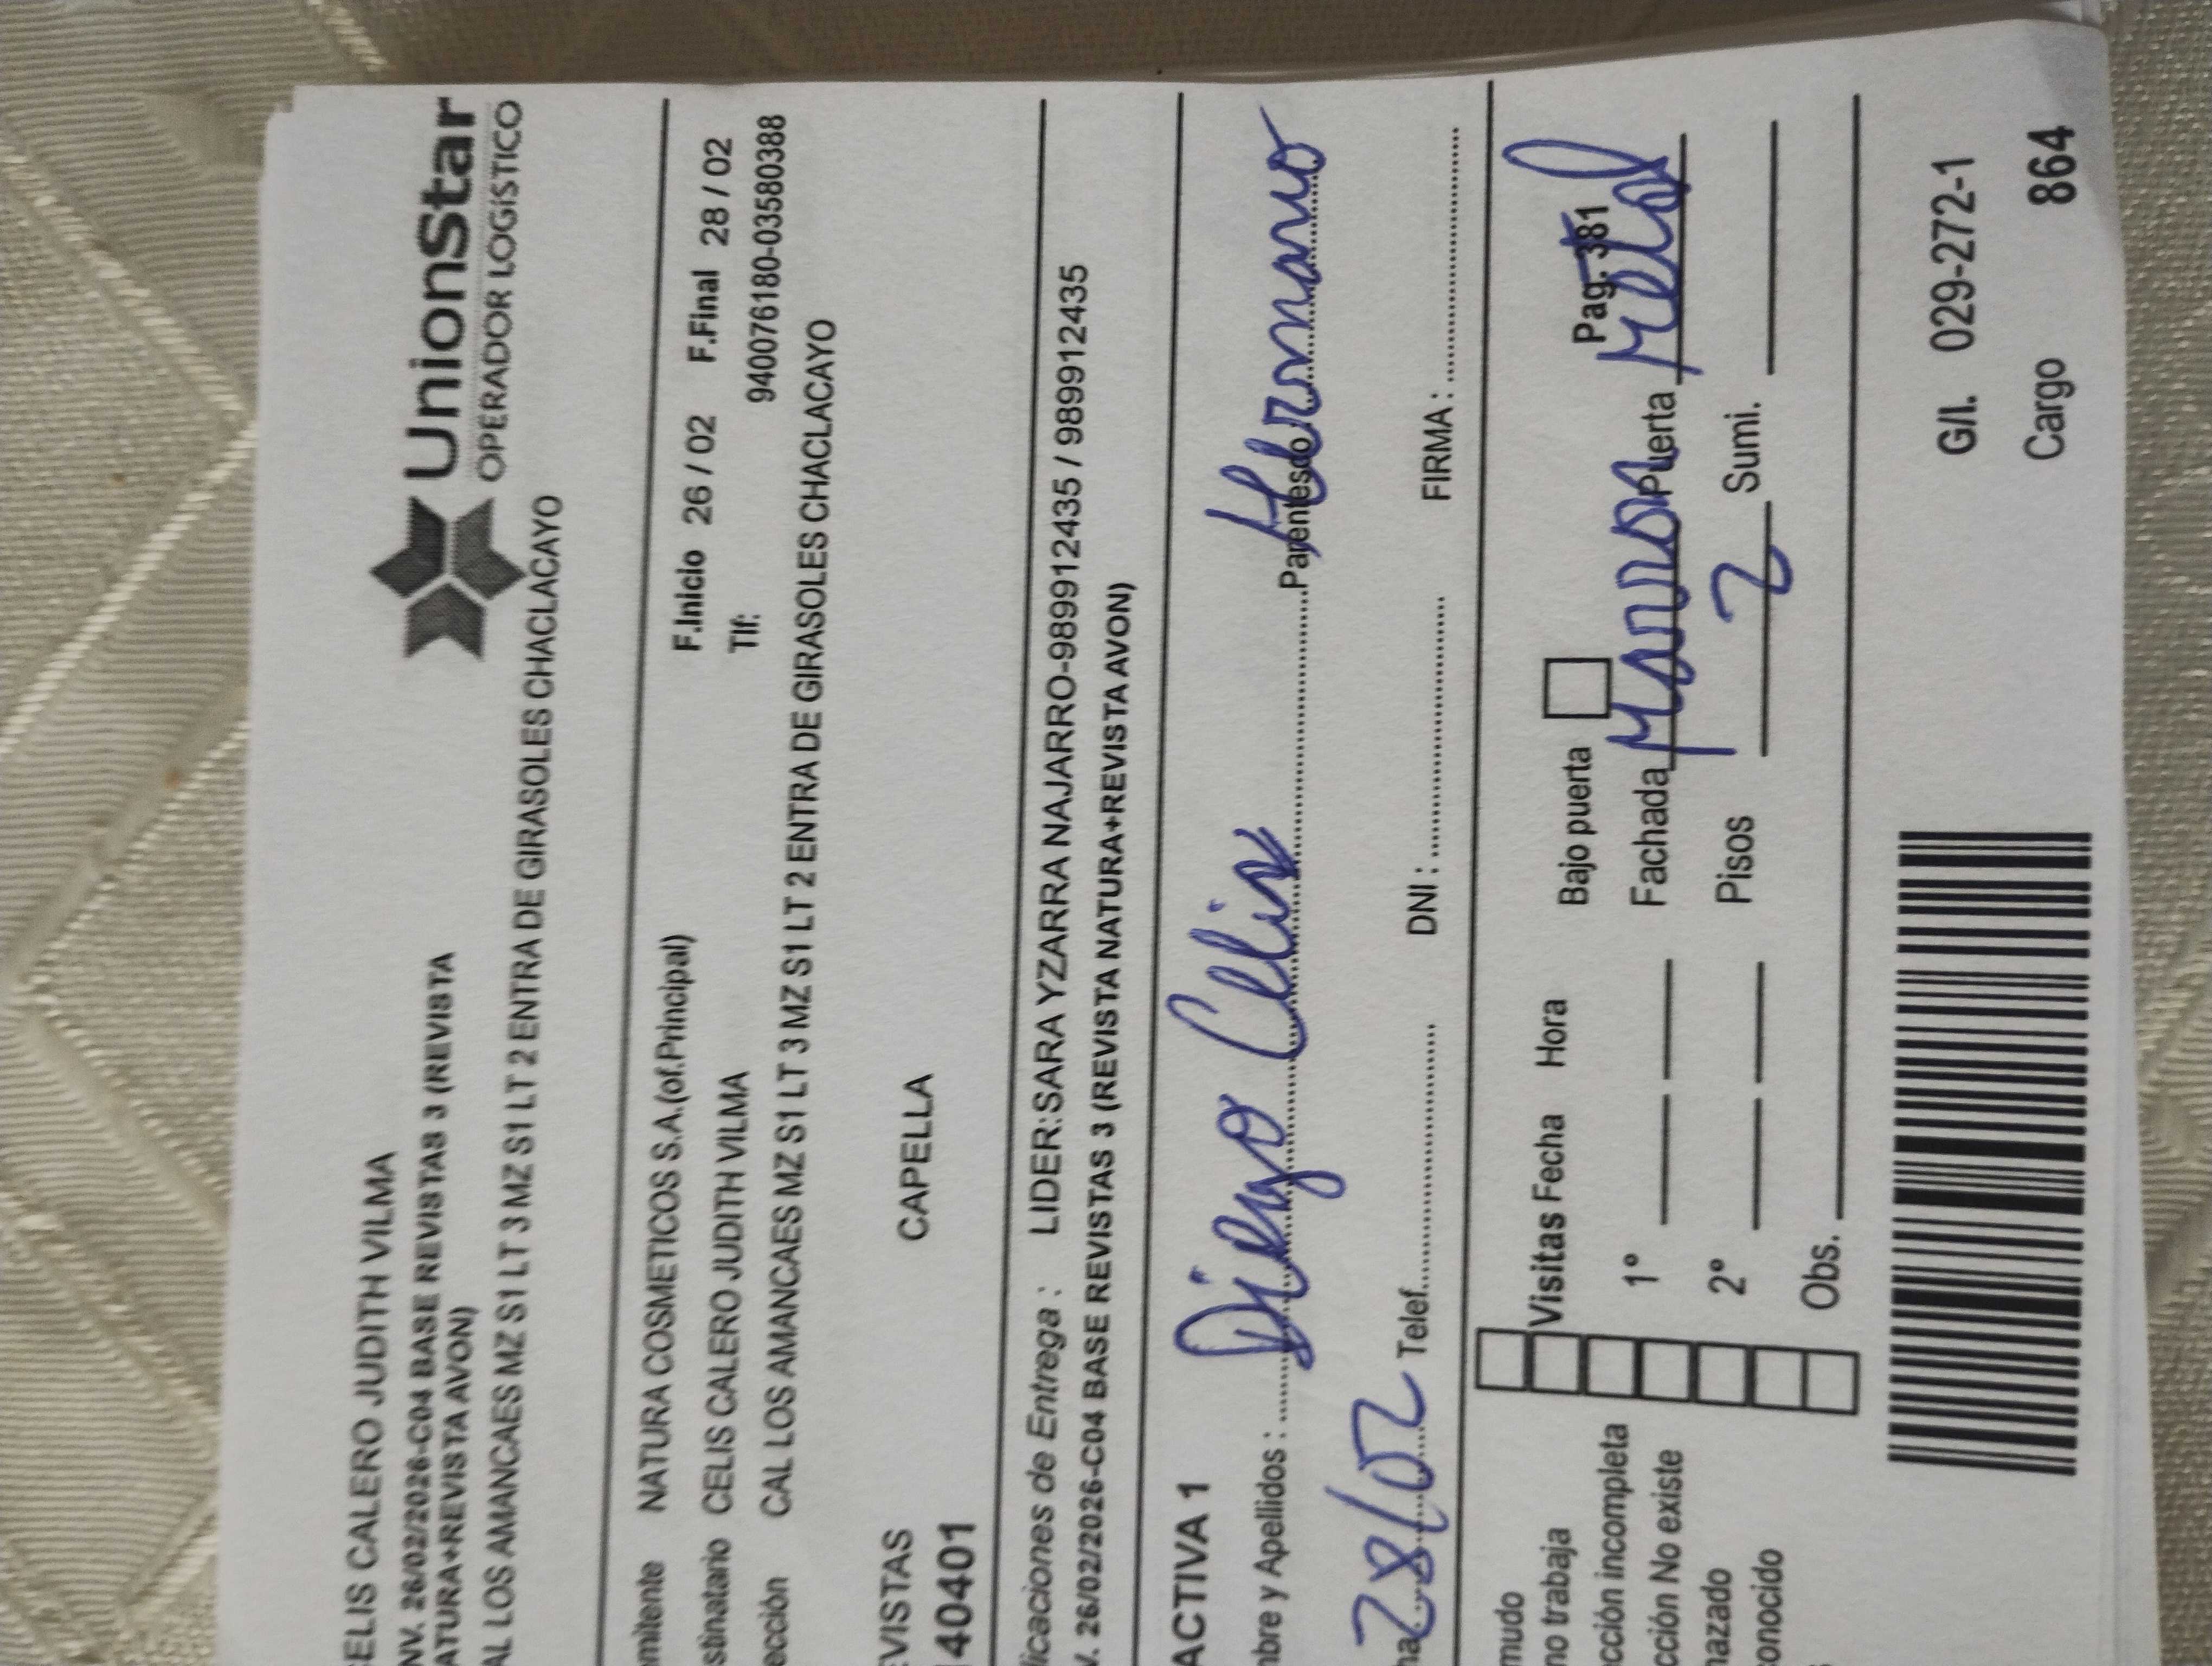 UnionStar
OPERADOR LOGÍSTICO
CELIS CALERO JUDITH VILMA
NV. 26/02/2026-C04 BASE REVISTAS 3 (REVISTA
ATURA+REVISTA AVON)
AL LOS AMANCAES MZ S1 LT 3 MZ S1 LT 2 ENTRA DE GIRASOLES CHACLACAYO
mitente NATURA COSMETICOS S.A.(of.Principal) F.Inicio 26 / 02 F.Final 28 / 02
stinatario CELIS CALERO JUDITH VILMA Tlf: 940076180-03580388
ección CAL LOS AMANCAES MZ S1 LT 3 MZ S1 LT 2 ENTRA DE GIRASOLES CHACLACAYO
EVISTAS CAPELLA
40401
licaciones de Entrega : LIDER:SARA YZARRA NAJARRO-989912435 / 989912435
V. 26/02/2026-C04 BASE REVISTAS 3 (REVISTA NATURA+REVISTA AVON)
ACTIVA 1
mbre y Apellidos : Diego Celis Parentesco Hermano
ha 28/02 Telef. DNI : FIRMA :
mudo
no trabaja Visitas Fecha Hora Bajo puerta Pag. 381
cción incompleta 1° Fachada Marron Puerta Metal
cción No existe
hazado 2° Pisos 2 Sumi.
onocido
Obs.
G/I. 029-272-1
Cargo 864